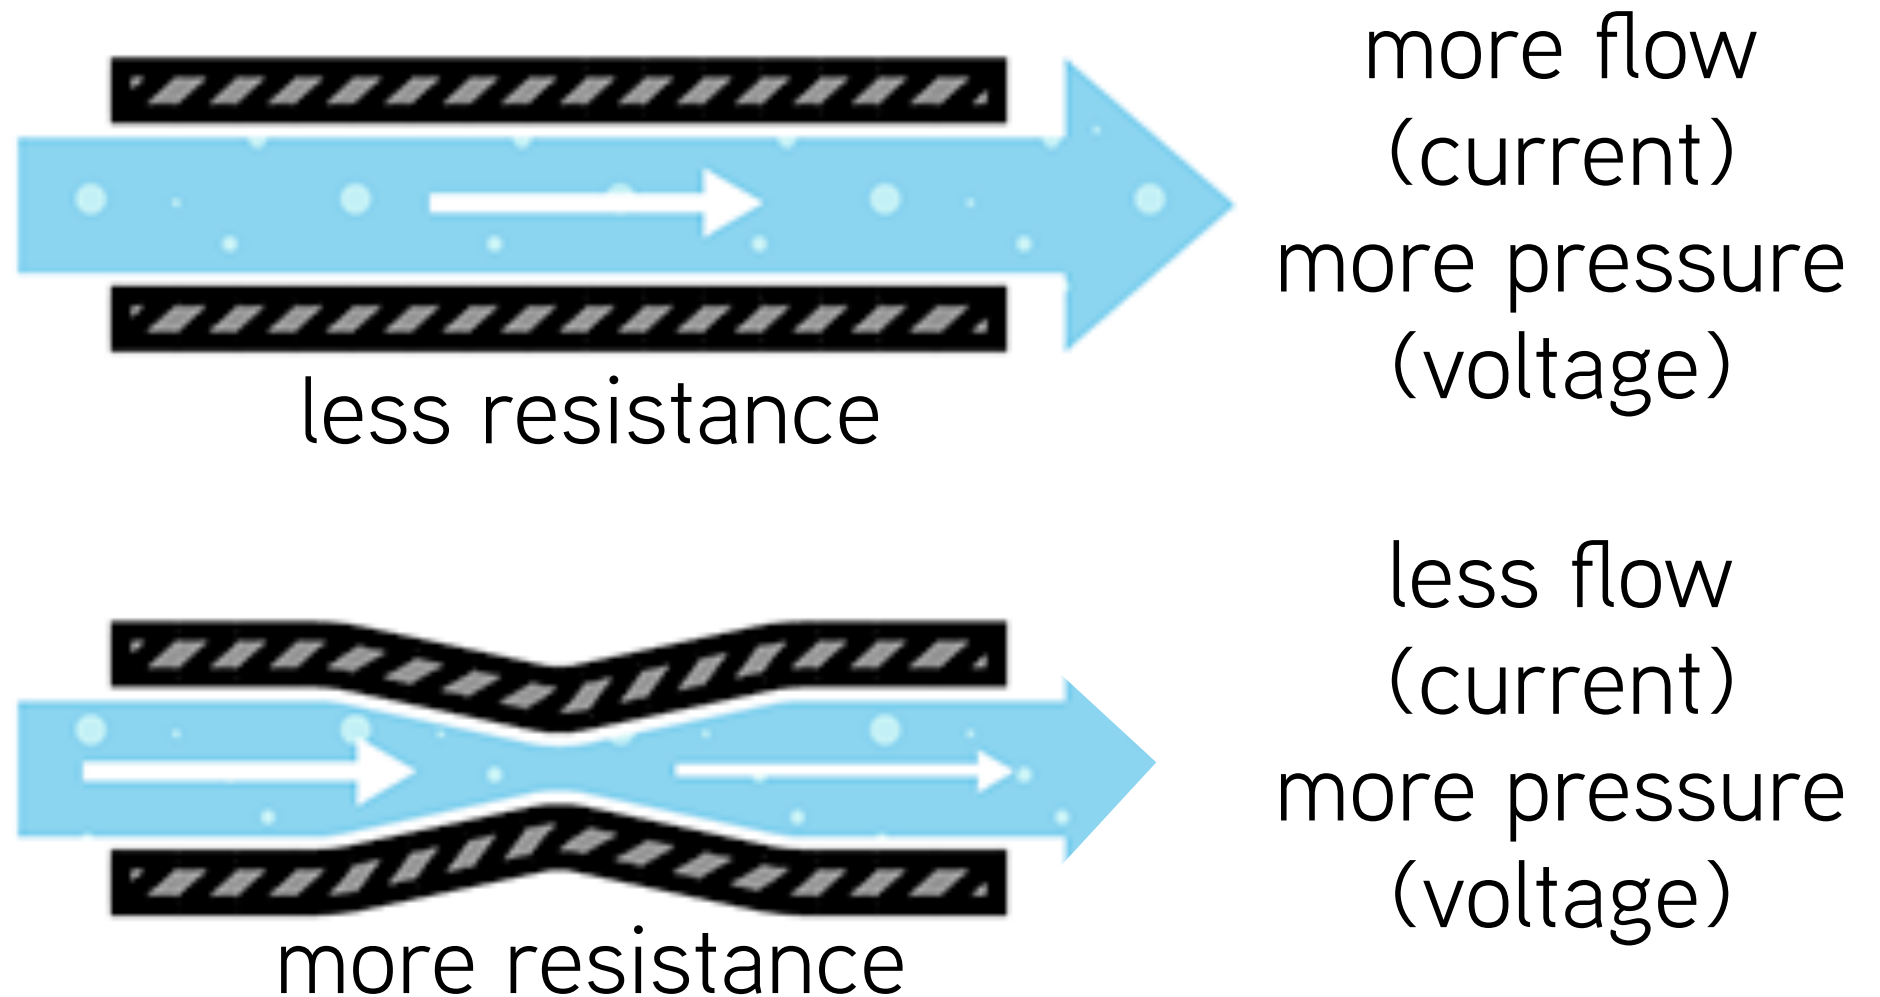 more flow
(current)
more pressure
(voltage)
less resistance
less flow
(current)
more pressure
(voltage)
more resistance